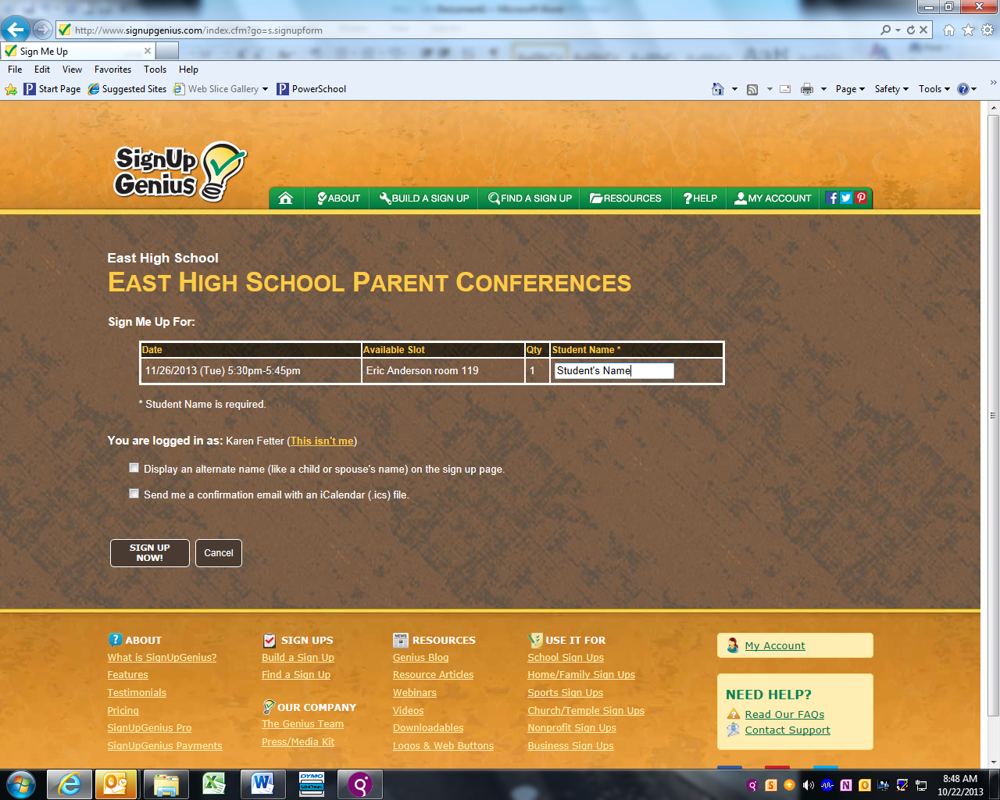 http://www.signupgenius.com/index.cfm?go=s.signupform
Sign Me Up
File Edit View Favorites Tools Help
Start Page Suggested Sites Web Slice Gallery PowerSchool
Page Safety Tools
SignUp
Genius
ABOUT BUILD A SIGN UP FIND A SIGN UP RESOURCES HELP MY ACCOUNT
East High School
EAST HIGH SCHOOL PARENT CONFERENCES
Sign Me Up For:
Date Available Slot Qty Student Name *
11/26/2013 (Tue) 5:30pm-5:45pm Eric Anderson room 119 1 Student's Name
* Student Name is required.
You are logged in as: Karen Fetter (This isn't me)
Display an alternate name (like a child or spouse's name) on the sign up page.
Send me a confirmation email with an iCalendar (.ics) file.
SIGN UP
NOW!
Cancel
ABOUT
What is SignUpGenius?
Features
Testimonials
Pricing
SignUpGenius Pro
SignUpGenius Payments
SIGN UPS
Build a Sign Up
Find a Sign Up
OUR COMPANY
The Genius Team
Press/Media Kit
NEWS RESOURCES
Genius Blog
Resource Articles
Webinars
Videos
Downloadables
Logos & Web Buttons
USE IT FOR
School Sign Ups
Home/Family Sign Ups
Sports Sign Ups
Church/Temple Sign Ups
Nonprofit Sign Ups
Business Sign Ups
My Account
NEED HELP?
Read Our FAQs
Contact Support
DYMO
8:48 AM
10/22/2013